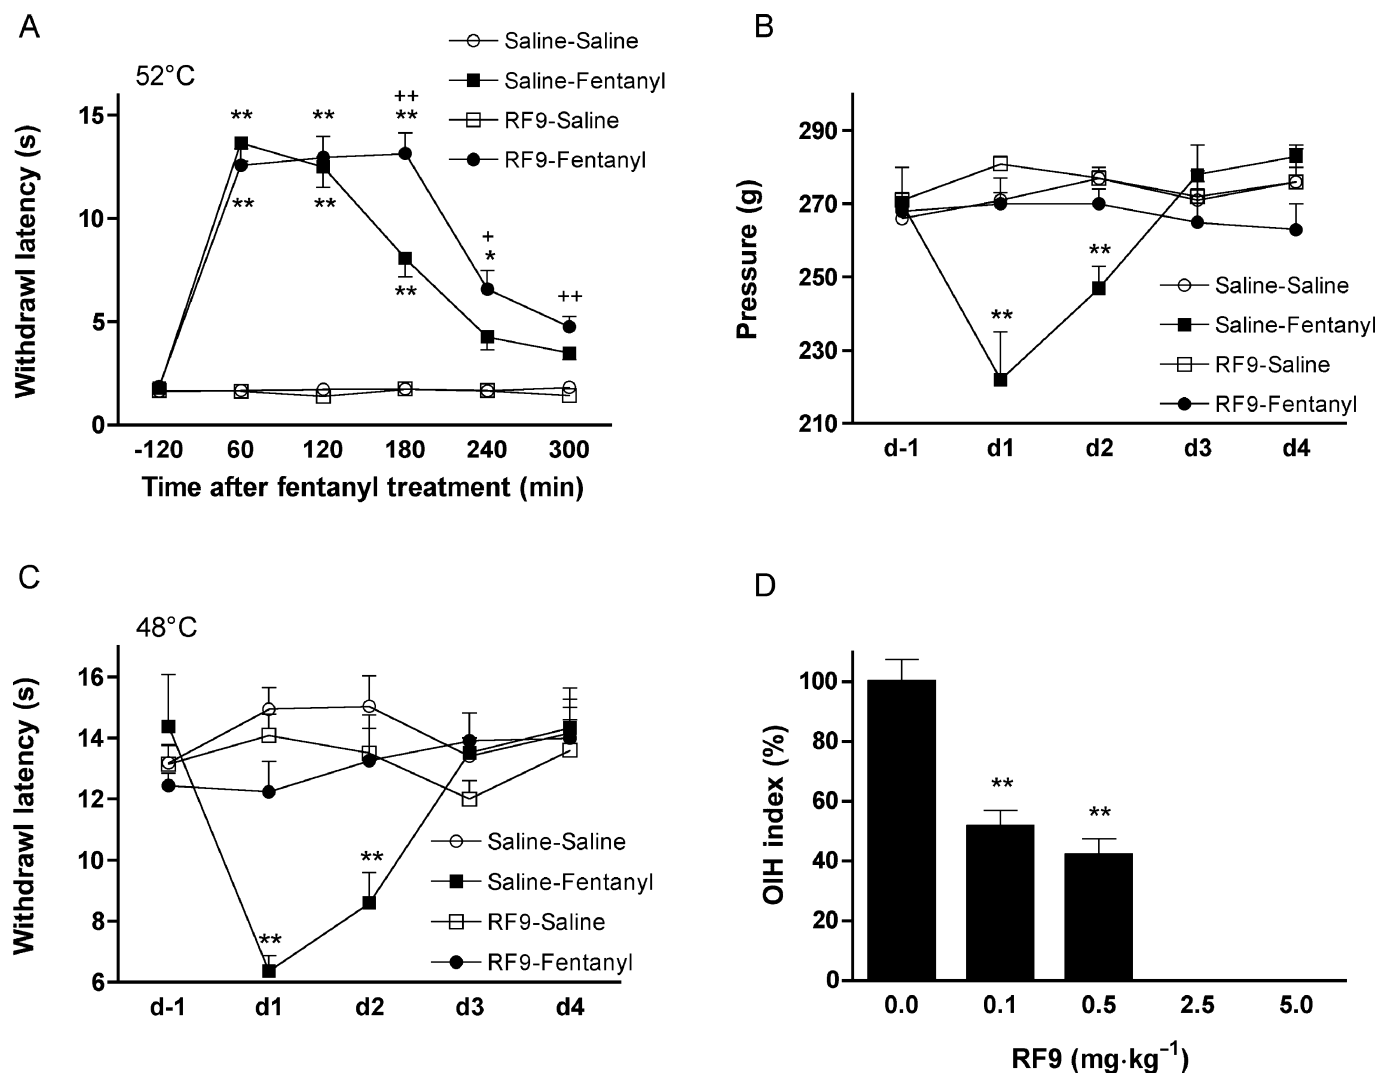 A
52°C
Saline-Saline
Saline-Fentanyl
RF9-Saline
RF9-Fentanyl
Withdrawl latency (s)
15
10
5
0
** ** ++
**
** **
**
+
*
++
-120 60 120 180 240 300
Time after fentanyl treatment (min)
B
Pressure (g)
290
270
250
230
210
**
**
Saline-Saline
Saline-Fentanyl
RF9-Saline
RF9-Fentanyl
d-1 d1 d2 d3 d4
C
48°C
Withdrawl latency (s)
16
14
12
10
8
6
**
**
Saline-Saline
Saline-Fentanyl
RF9-Saline
RF9-Fentanyl
d-1 d1 d2 d3 d4
D
OIH index (%)
100
80
60
40
20
0
**
**
0.0 0.1 0.5 2.5 5.0
RF9 (mg·kg⁻¹)